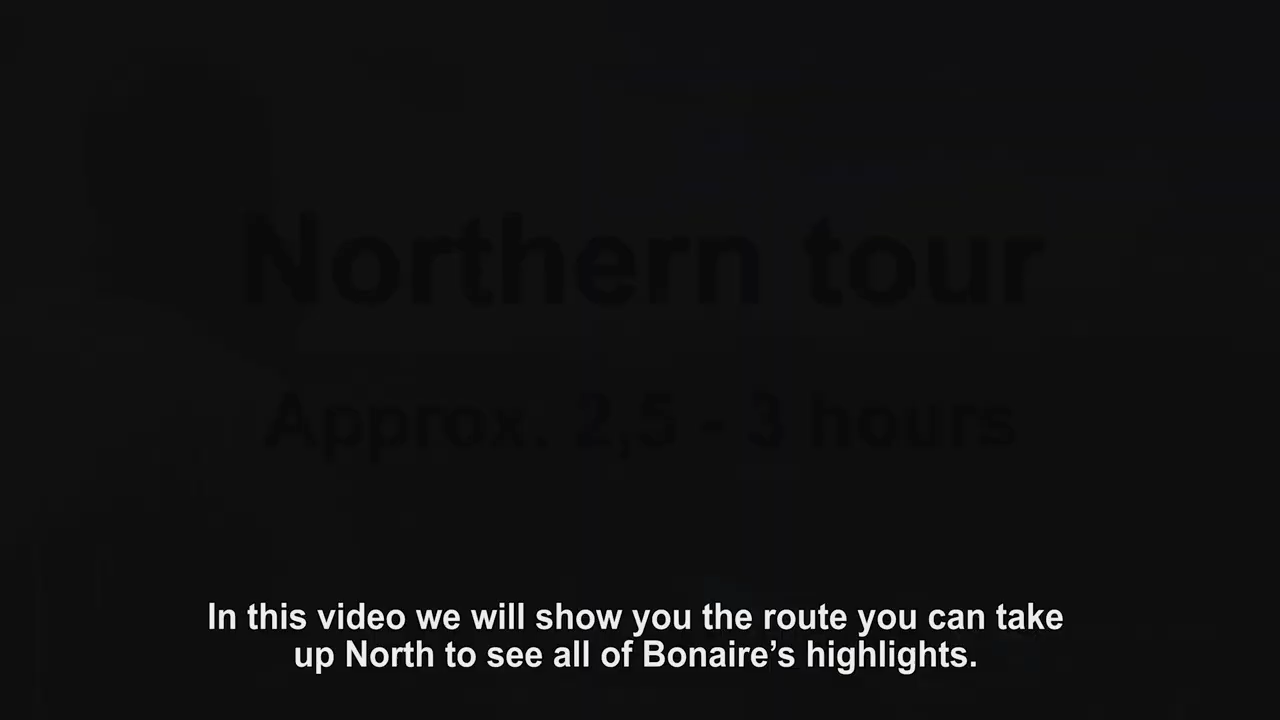 Northern tour
Approx. 2,5 - 3 hours
In this video we will show you the route you can take
up North to see all of Bonaire’s highlights.